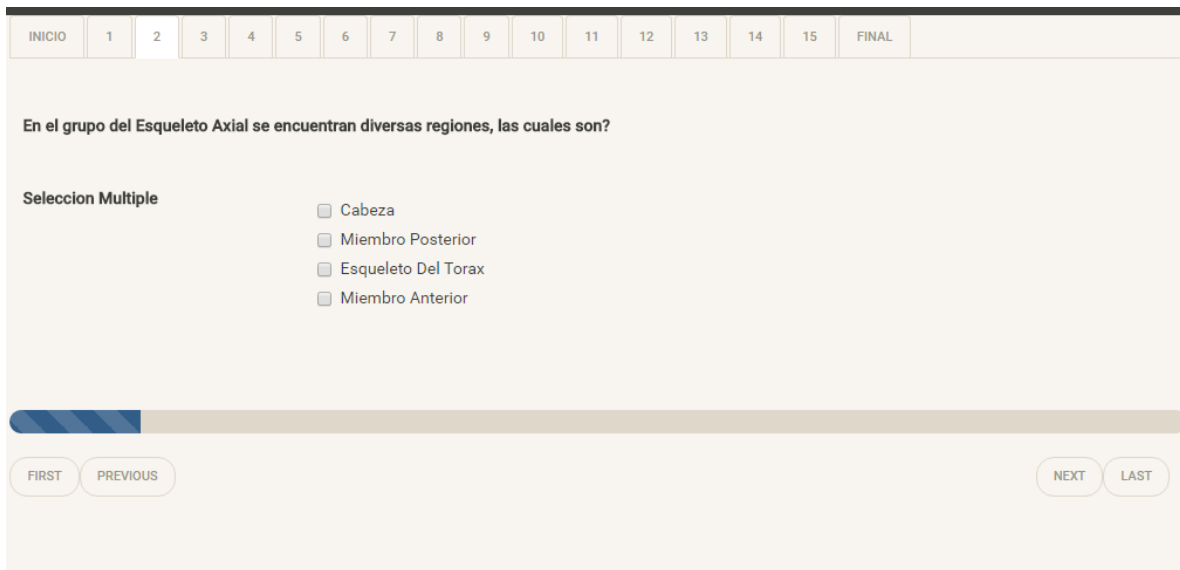 INICIO 1 2 3 4 5 6 7 8 9 10 11 12 13 14 15 FINAL
En el grupo del Esqueleto Axial se encuentran diversas regiones, las cuales son?
Seleccion Multiple
Cabeza
Miembro Posterior
Esqueleto Del Torax
Miembro Anterior
FIRST PREVIOUS NEXT LAST